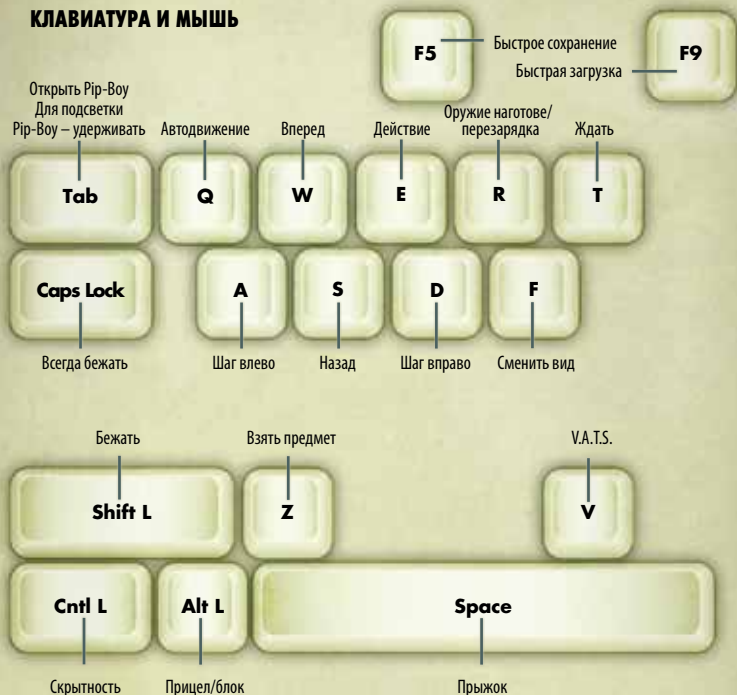 КЛАВИАТУРА И МЫШЬ
F5
Быстрое сохранение
Быстрая загрузка
F9
Открыть Pip-Boy
Для подсветки
Pip-Boy – удерживать
Автодвижение
Вперед
Действие
Оружие наготове/
перезарядка
Ждать
Tab
Q
W
E
R
T
Caps Lock
A
S
D
F
Всегда бежать
Шаг влево
Назад
Шаг вправо
Сменить вид
Бежать
Взять предмет
V.A.T.S.
Shift L
Z
V
Cntl L
Alt L
Space
Скрытность
Прицел/блок
Прыжок